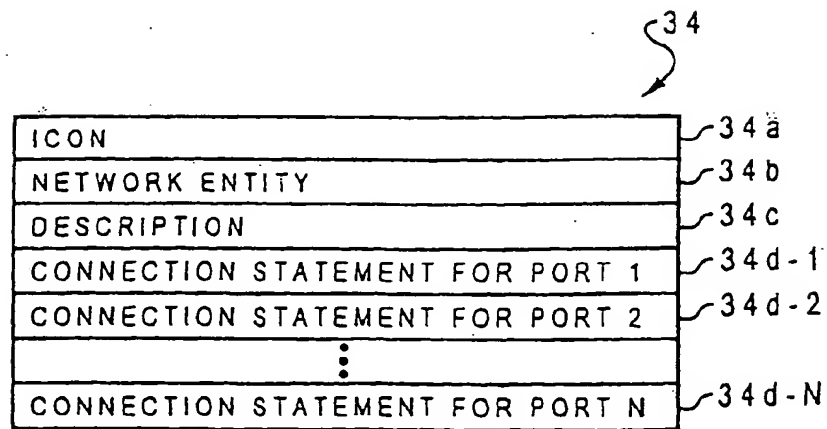 34
ICON 34a
NETWORK ENTITY 34b
DESCRIPTION 34c
CONNECTION STATEMENT FOR PORT 1 34d-1
CONNECTION STATEMENT FOR PORT 2 34d-2
CONNECTION STATEMENT FOR PORT N 34d-N